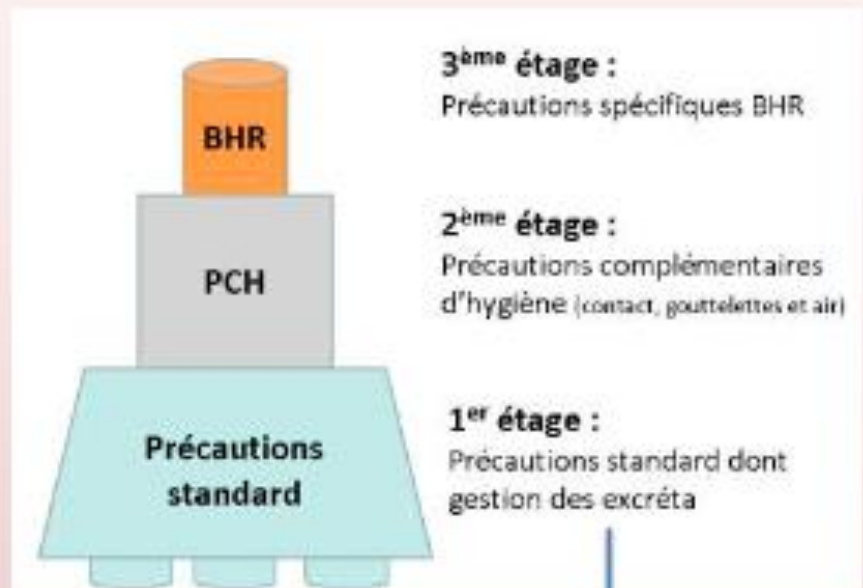 BHR
PCH
Précautions
standard
3ème étage :
Précautions spécifiques BHR
2ème étage :
Précautions complémentaires
d'hygiène (contact, gouttelettes et air)
1er étage :
Précautions standard dont
gestion des excréta